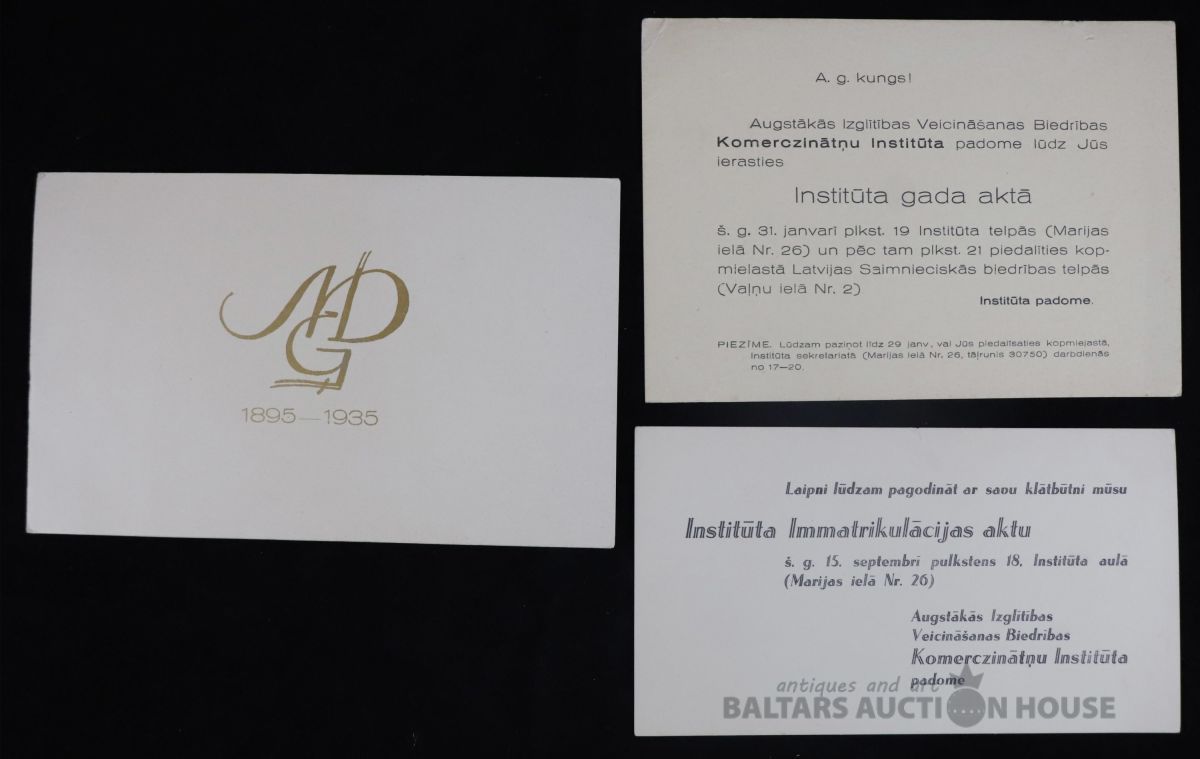 MDG
1895—1935
A. g. kungs!
Augstākās Izglītības Veicināšanas Biedrības
Komerczinātņu Institūta padome lūdz Jūs
ierasties
Institūta gada aktā
š. g. 31. janvarī plkst. 19 Institūta telpās (Marijas
ielā Nr. 26) un pēc tam plkst. 21 piedalīties kop-
mielastā Latvijas Saimnieciskās biedrības telpās
(Vaļņu ielā Nr. 2)
Institūta padome.
PIEZĪME. Lūdzam paziņot līdz 29 janv., vai Jūs piedalīsaties kopmielastā,
Institūta sekretariatā (Marijas ielā Nr. 26, tāļrunis 30750) darbdienās
no 17—20.
Laipni lūdzam pagodināt ar savu klātbūtni mūsu
Institūta Immatrikulācijas aktu
š. g. 15. septembrī pulkstens 18, Institūta aulā
(Marijas ielā Nr. 26)
Augstākās Izglītības
Veicināšanas Biedrības
Komerczinātņu Institūta
padome
antiques and art
BALTARS AUCTION HOUSE